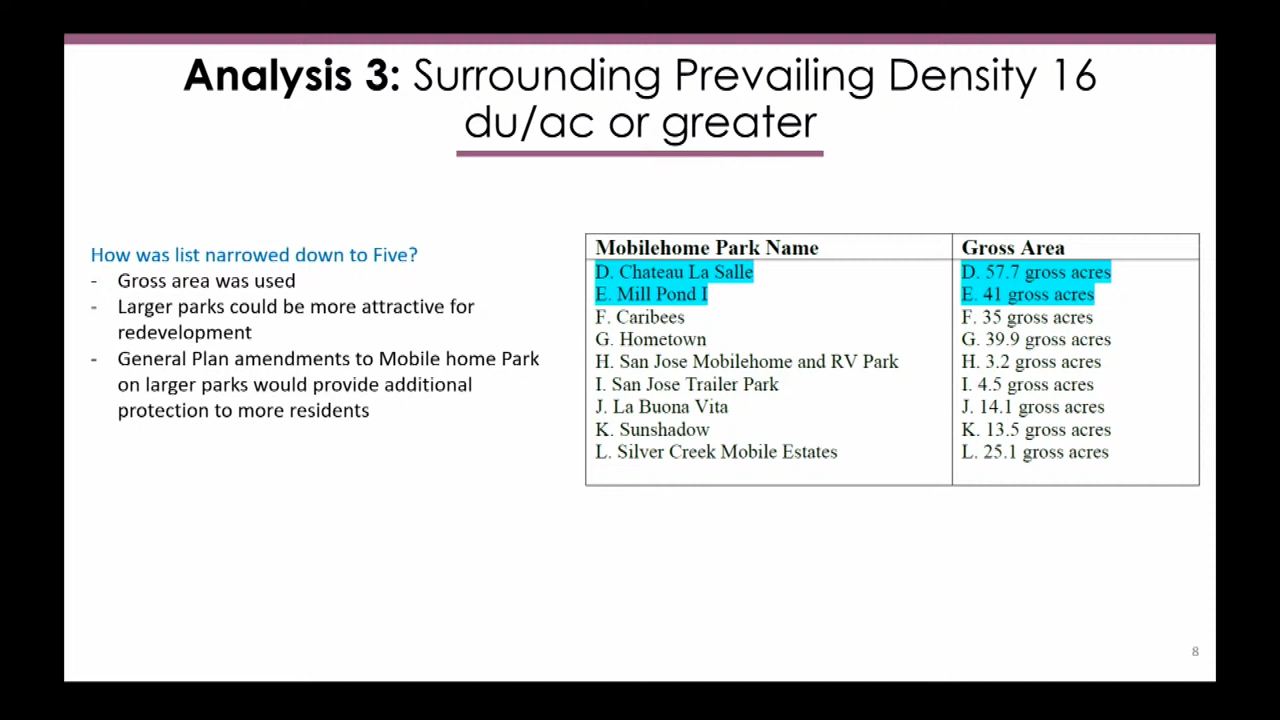 Analysis 3: Surrounding Prevailing Density 16
du/ac or greater
How was list narrowed down to Five?
- Gross area was used
- Larger parks could be more attractive for
redevelopment
- General Plan amendments to Mobile home Park
on larger parks would provide additional
protection to more residents
Mobilehome Park Name Gross Area
D. Chateau La Salle D. 57.7 gross acres
E. Mill Pond I E. 41 gross acres
F. Caribees F. 35 gross acres
G. Hometown G. 39.9 gross acres
H. San Jose Mobilehome and RV Park H. 3.2 gross acres
I. San Jose Trailer Park I. 4.5 gross acres
J. La Buona Vita J. 14.1 gross acres
K. Sunshadow K. 13.5 gross acres
L. Silver Creek Mobile Estates L. 25.1 gross acres
8